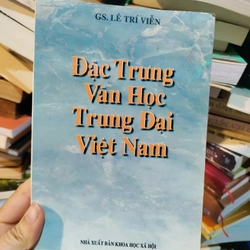 GS. LÊ TRÍ VIỄN
Đặc Trưng
Văn Học
Trung Đại
Việt Nam
NHÀ XUẤT BẢN KHOA HỌC XÃ HỘI